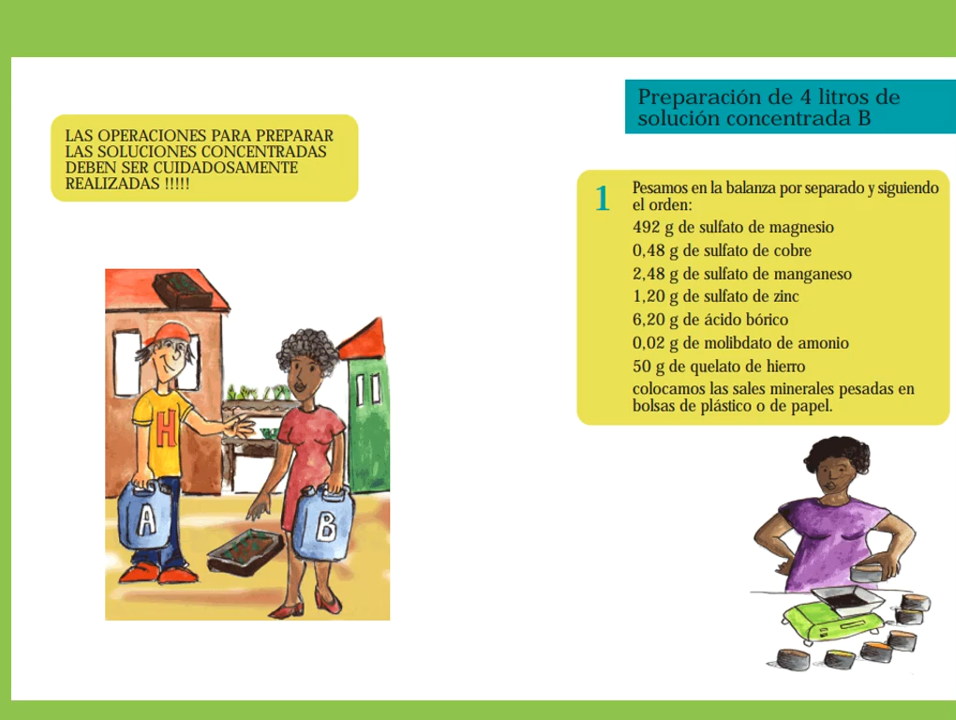 LAS OPERACIONES PARA PREPARAR
LAS SOLUCIONES CONCENTRADAS
DEBEN SER CUIDADOSAMENTE
REALIZADAS !!!!!
H
A
B
Preparación de 4 litros de
solución concentrada B
1
Pesamos en la balanza por separado y siguiendo
el orden:
492 g de sulfato de magnesio
0,48 g de sulfato de cobre
2,48 g de sulfato de manganeso
1,20 g de sulfato de zinc
6,20 g de ácido bórico
0,02 g de molibdato de amonio
50 g de quelato de hierro
colocamos las sales minerales pesadas en
bolsas de plástico o de papel.